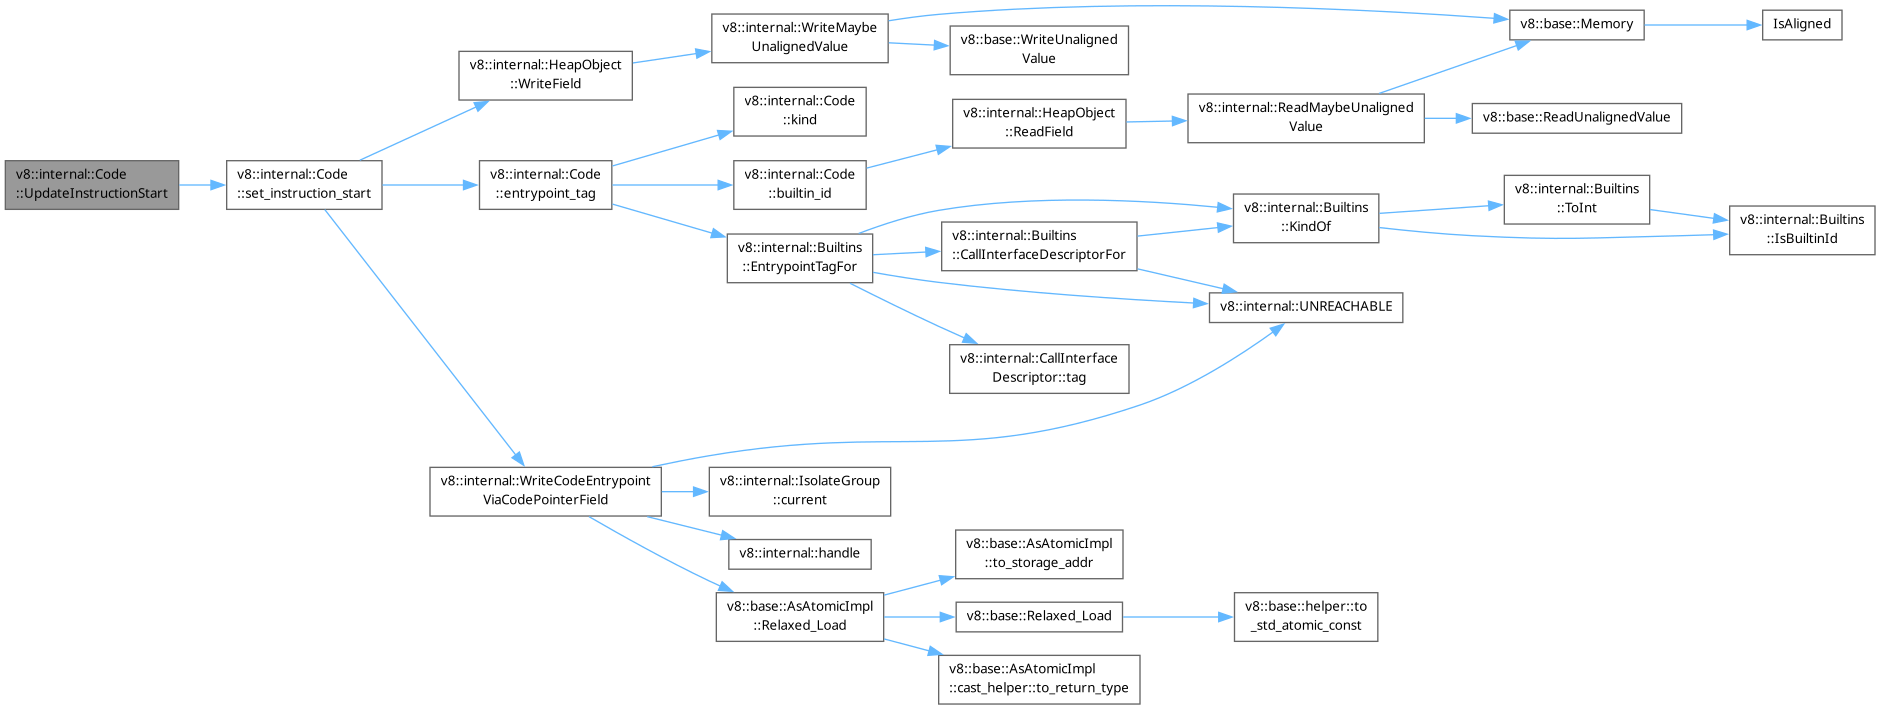 v8::internal::Code
::UpdateInstructionStart
v8::internal::Code
::set_instruction_start
v8::internal::HeapObject
::WriteField
v8::internal::WriteMaybe
UnalignedValue
v8::base::Memory
IsAligned
v8::base::WriteUnaligned
Value
v8::internal::Code
::entrypoint_tag
v8::internal::Code
::kind
v8::internal::Code
::builtin_id
v8::internal::HeapObject
::ReadField
v8::internal::ReadMaybeUnaligned
Value
v8::base::ReadUnalignedValue
v8::internal::Builtins
::EntrypointTagFor
v8::internal::Builtins
::CallInterfaceDescriptorFor
v8::internal::Builtins
::KindOf
v8::internal::Builtins
::ToInt
v8::internal::Builtins
::IsBuiltinId
v8::internal::UNREACHABLE
v8::internal::CallInterface
Descriptor::tag
v8::internal::WriteCodeEntrypoint
ViaCodePointerField
v8::internal::IsolateGroup
::current
v8::internal::handle
v8::base::AsAtomicImpl
::Relaxed_Load
v8::base::AsAtomicImpl
::to_storage_addr
v8::base::Relaxed_Load
v8::base::helper::to
_std_atomic_const
v8::base::AsAtomicImpl
::cast_helper::to_return_type